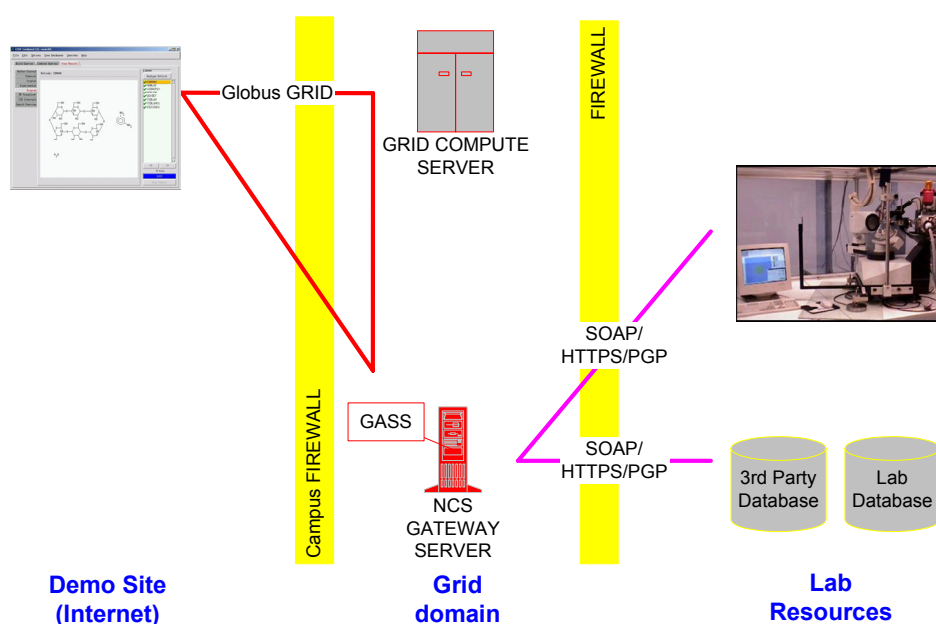 Globus GRID
GRID COMPUTE
SERVER
FIREWALL
Campus FIREWALL
SOAP/
HTTPS/PGP
GASS
SOAP/
HTTPS/PGP
3rd Party
Database
Lab
Database
NCS
GATEWAY
SERVER
Demo Site
(Internet)
Grid
domain
Lab
Resources